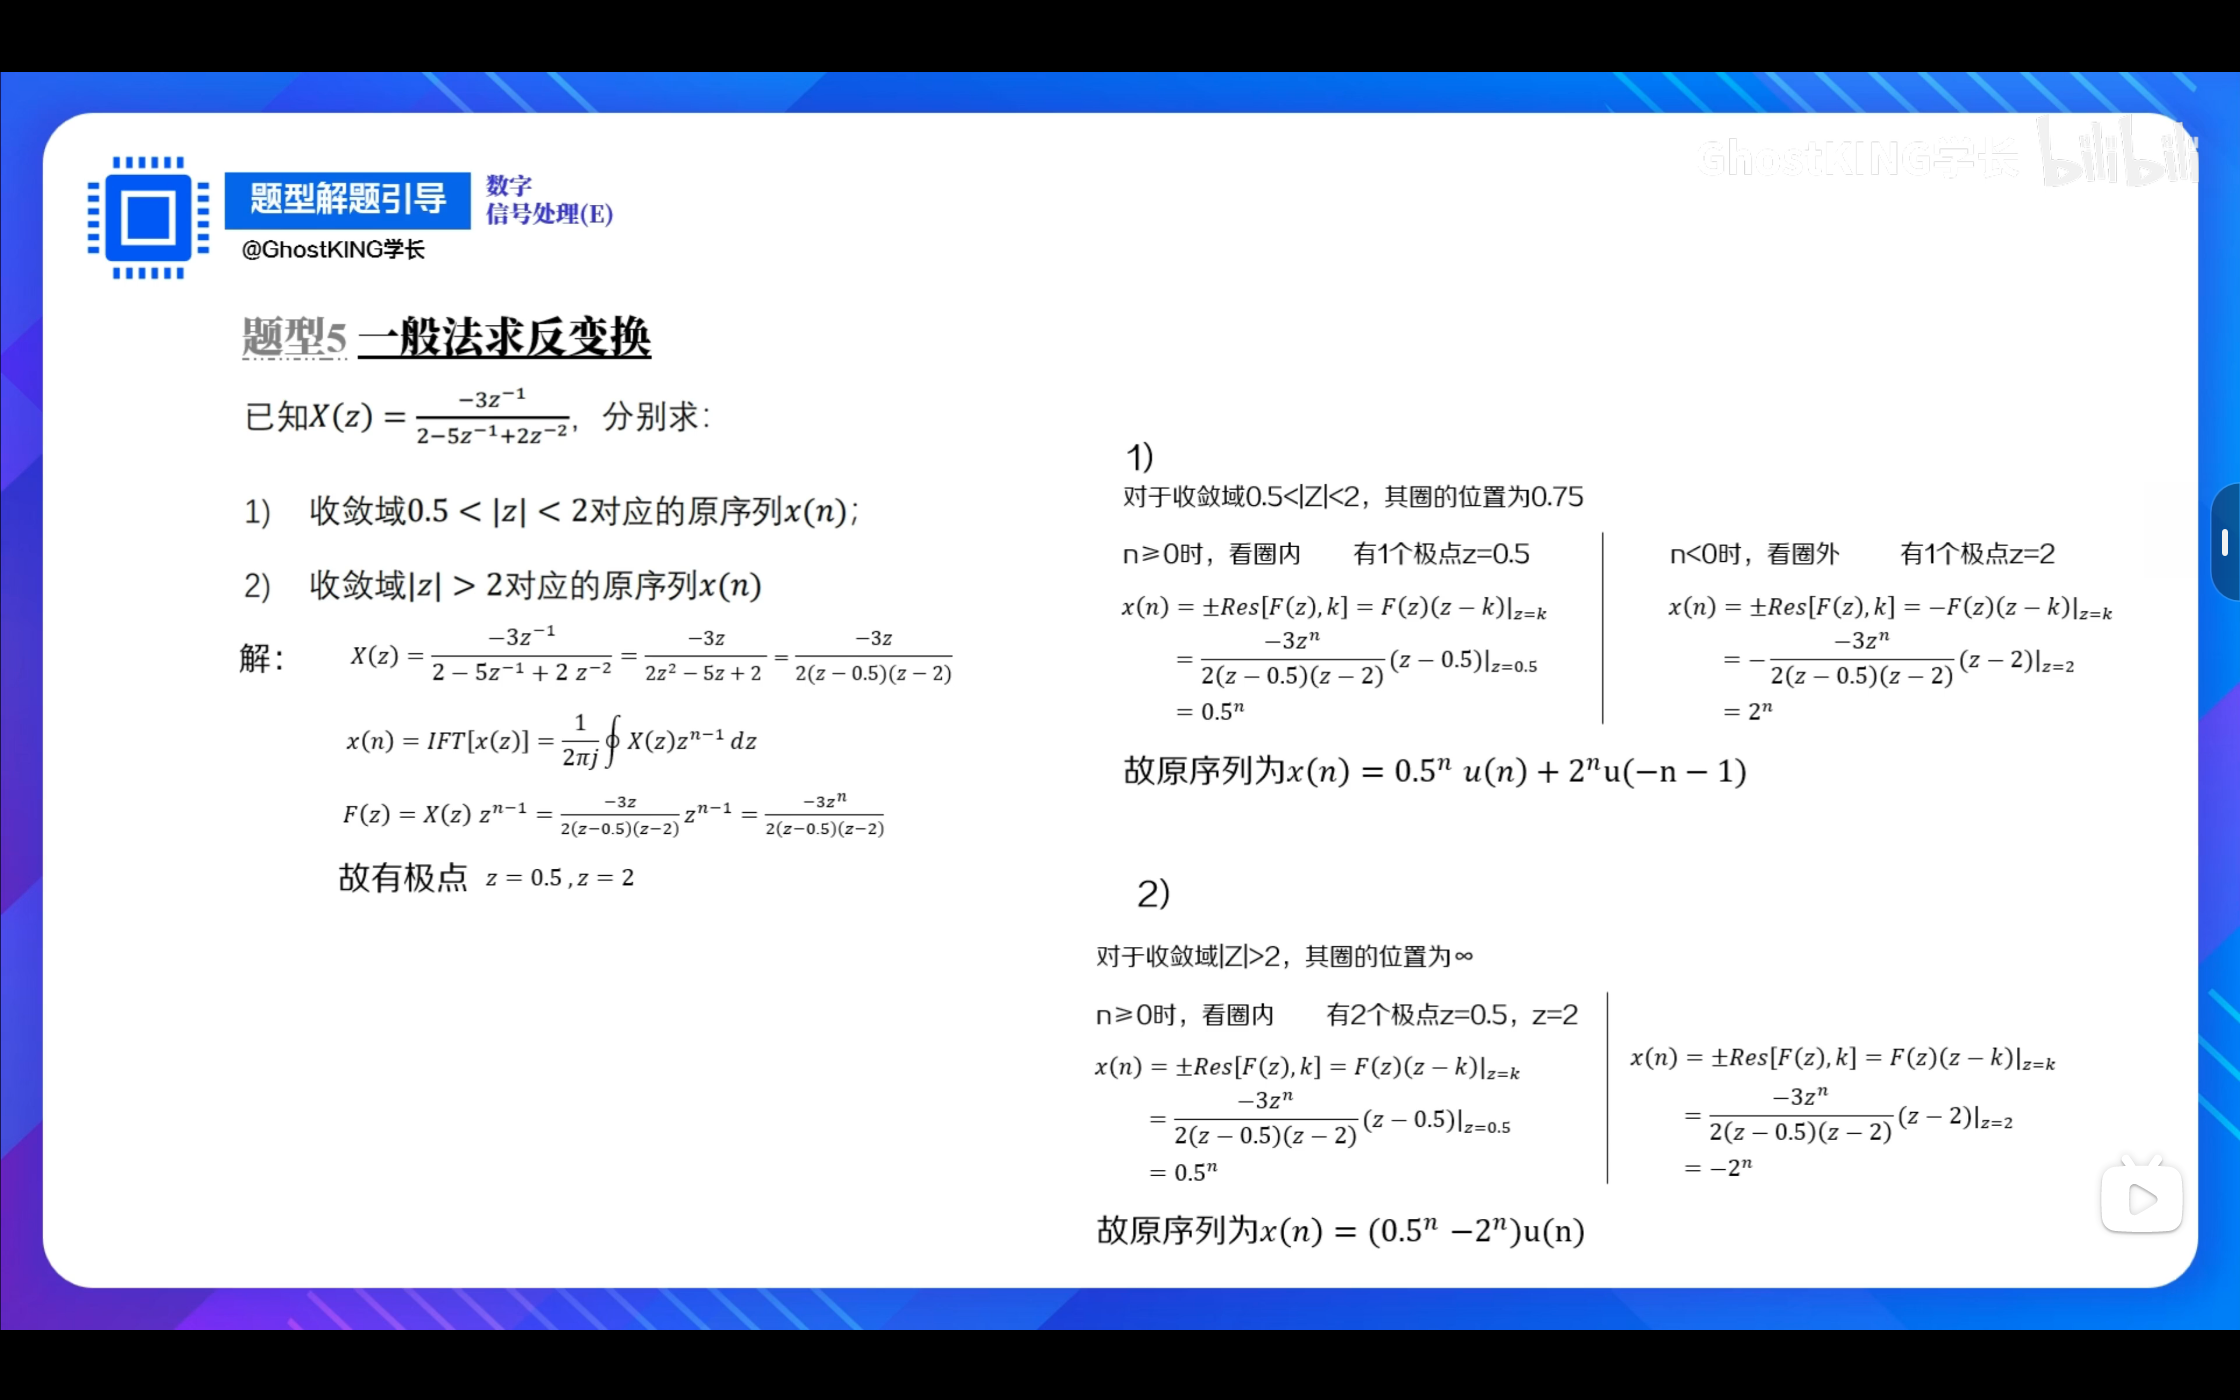 GhostKING学长 bilibili
题型解题引导
数字
信号处理(E)
@GhostKING学长
题型5 一般法求反变换
已知X(z) = \frac{-3z^{-1}}{2-5z^{-1}+2z^{-2}}，分别求：
1) 收敛域0.5 < |z| < 2对应的原序列x(n)；
2) 收敛域|z| > 2对应的原序列x(n)
解： X(z) = \frac{-3z^{-1}}{2 - 5z^{-1} + 2 z^{-2}} = \frac{-3z}{2z^2 - 5z + 2} = \frac{-3z}{2(z - 0.5)(z - 2)}
x(n) = IFT[x(z)] = \frac{1}{2πj} ∮ X(z)z^{n-1} dz
F(z) = X(z) z^{n-1} = \frac{-3z}{2(z-0.5)(z-2)} z^{n-1} = \frac{-3z^n}{2(z-0.5)(z-2)}
故有极点 z = 0.5 , z = 2
1)
对于收敛域0.5<|Z|<2，其圈的位置为0.75
n≥0时，看圈内 有1个极点z=0.5
x(n) = ±Res[F(z), k] = F(z)(z - k)|_{z=k}
= \frac{-3z^n}{2(z - 0.5)(z - 2)} (z - 0.5)|_{z=0.5}
= 0.5^n
n<0时，看圈外 有1个极点z=2
x(n) = ±Res[F(z), k] = -F(z)(z - k)|_{z=k}
= - \frac{-3z^n}{2(z - 0.5)(z - 2)} (z - 2)|_{z=2}
= 2^n
故原序列为x(n) = 0.5^n u(n) + 2^n u(-n - 1)
2)
对于收敛域|Z|>2，其圈的位置为∞
n≥0时，看圈内 有2个极点z=0.5，z=2
x(n) = ±Res[F(z), k] = F(z)(z - k)|_{z=k}
= \frac{-3z^n}{2(z - 0.5)(z - 2)} (z - 0.5)|_{z=0.5}
= 0.5^n
x(n) = ±Res[F(z), k] = F(z)(z - k)|_{z=k}
= \frac{-3z^n}{2(z - 0.5)(z - 2)} (z - 2)|_{z=2}
= -2^n
故原序列为x(n) = (0.5^n -2^n)u(n)